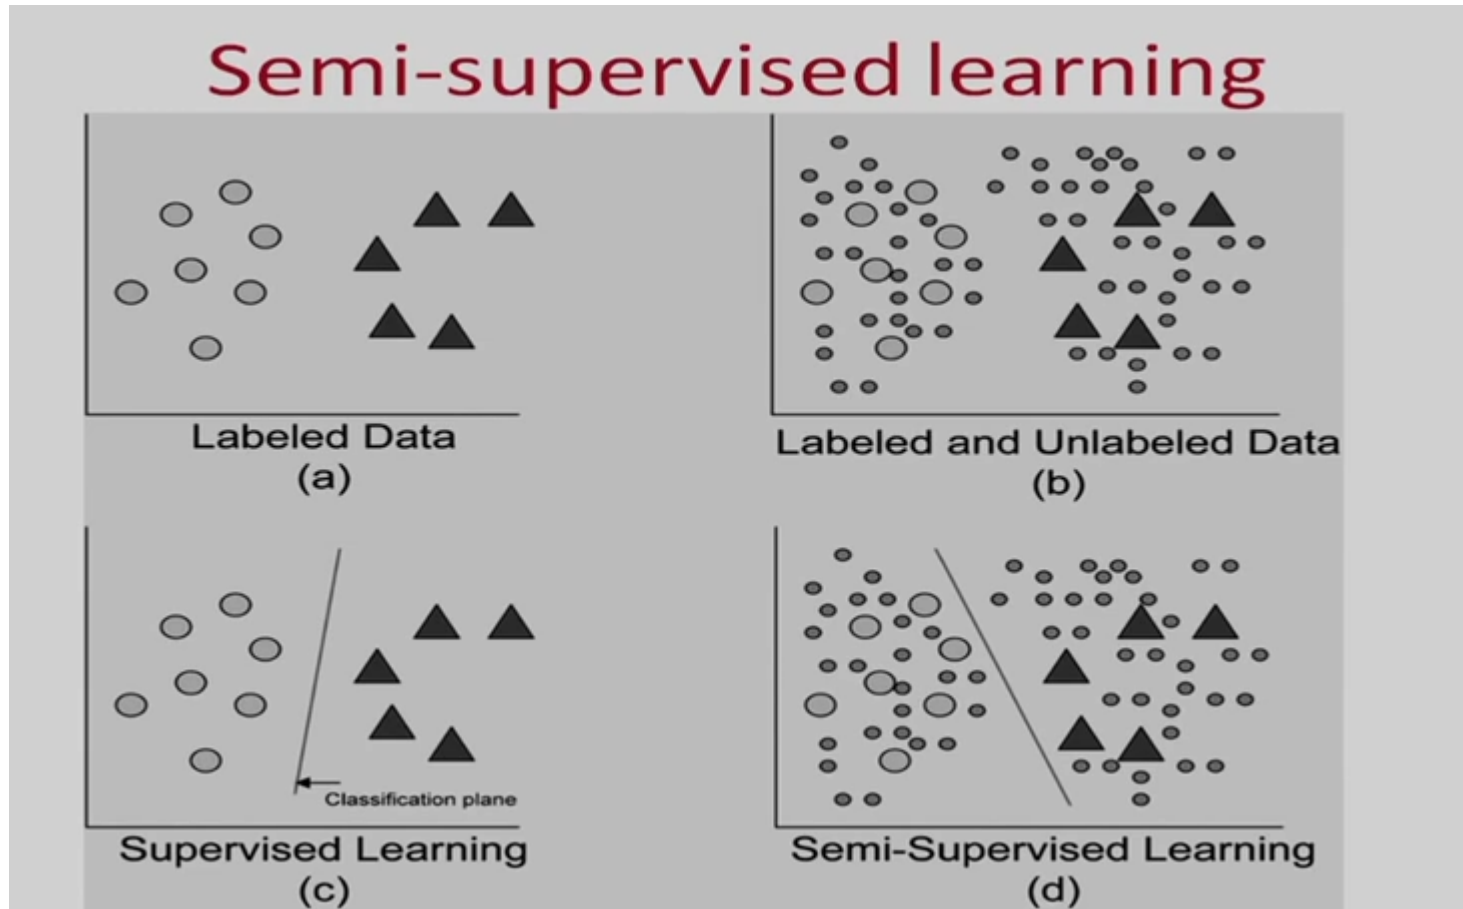 Semi-supervised learning
Labeled Data
(a)
Labeled and Unlabeled Data
(b)
Classification plane
Supervised Learning
(c)
Semi-Supervised Learning
(d)